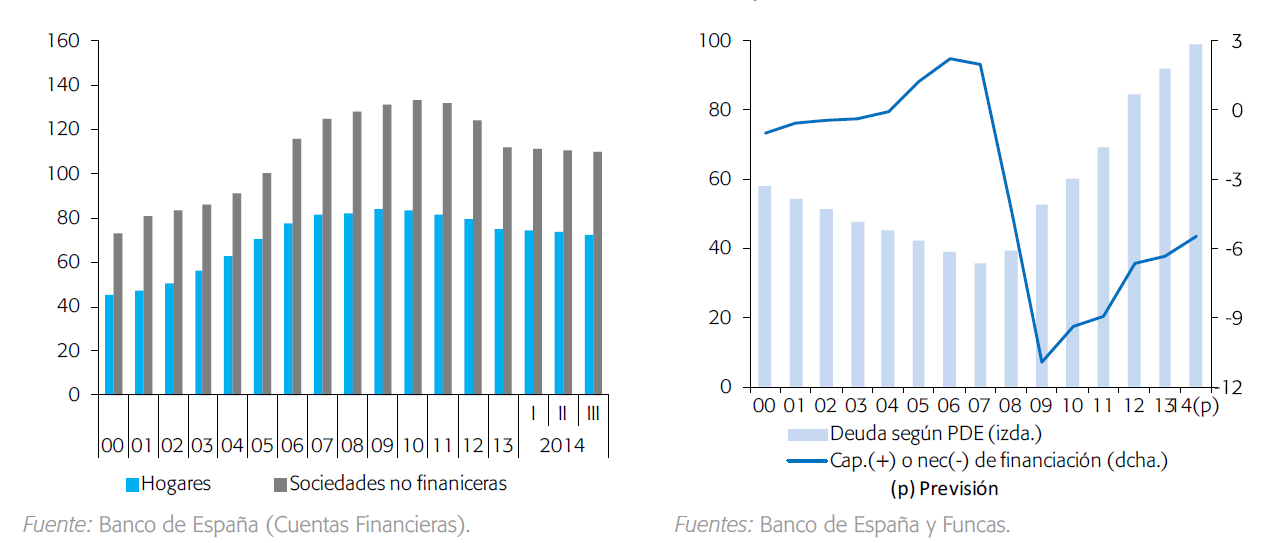 160
140
120
100
80
60
40
20
0
I II III
00 01 02 03 04 05 06 07 08 09 10 11 12 13 2014
Hogares Sociedades no finaniceras
Fuente: Banco de España (Cuentas Financieras).
100 3
80 0
60 -3
40 -6
20 -9
0 -12
00 01 02 03 04 05 06 07 08 09 10 11 12 13 14(p)
Deuda según PDE (izda.)
Cap.(+) o nec(-) de financiación (dcha.)
(p) Previsión
Fuentes: Banco de España y Funcas.